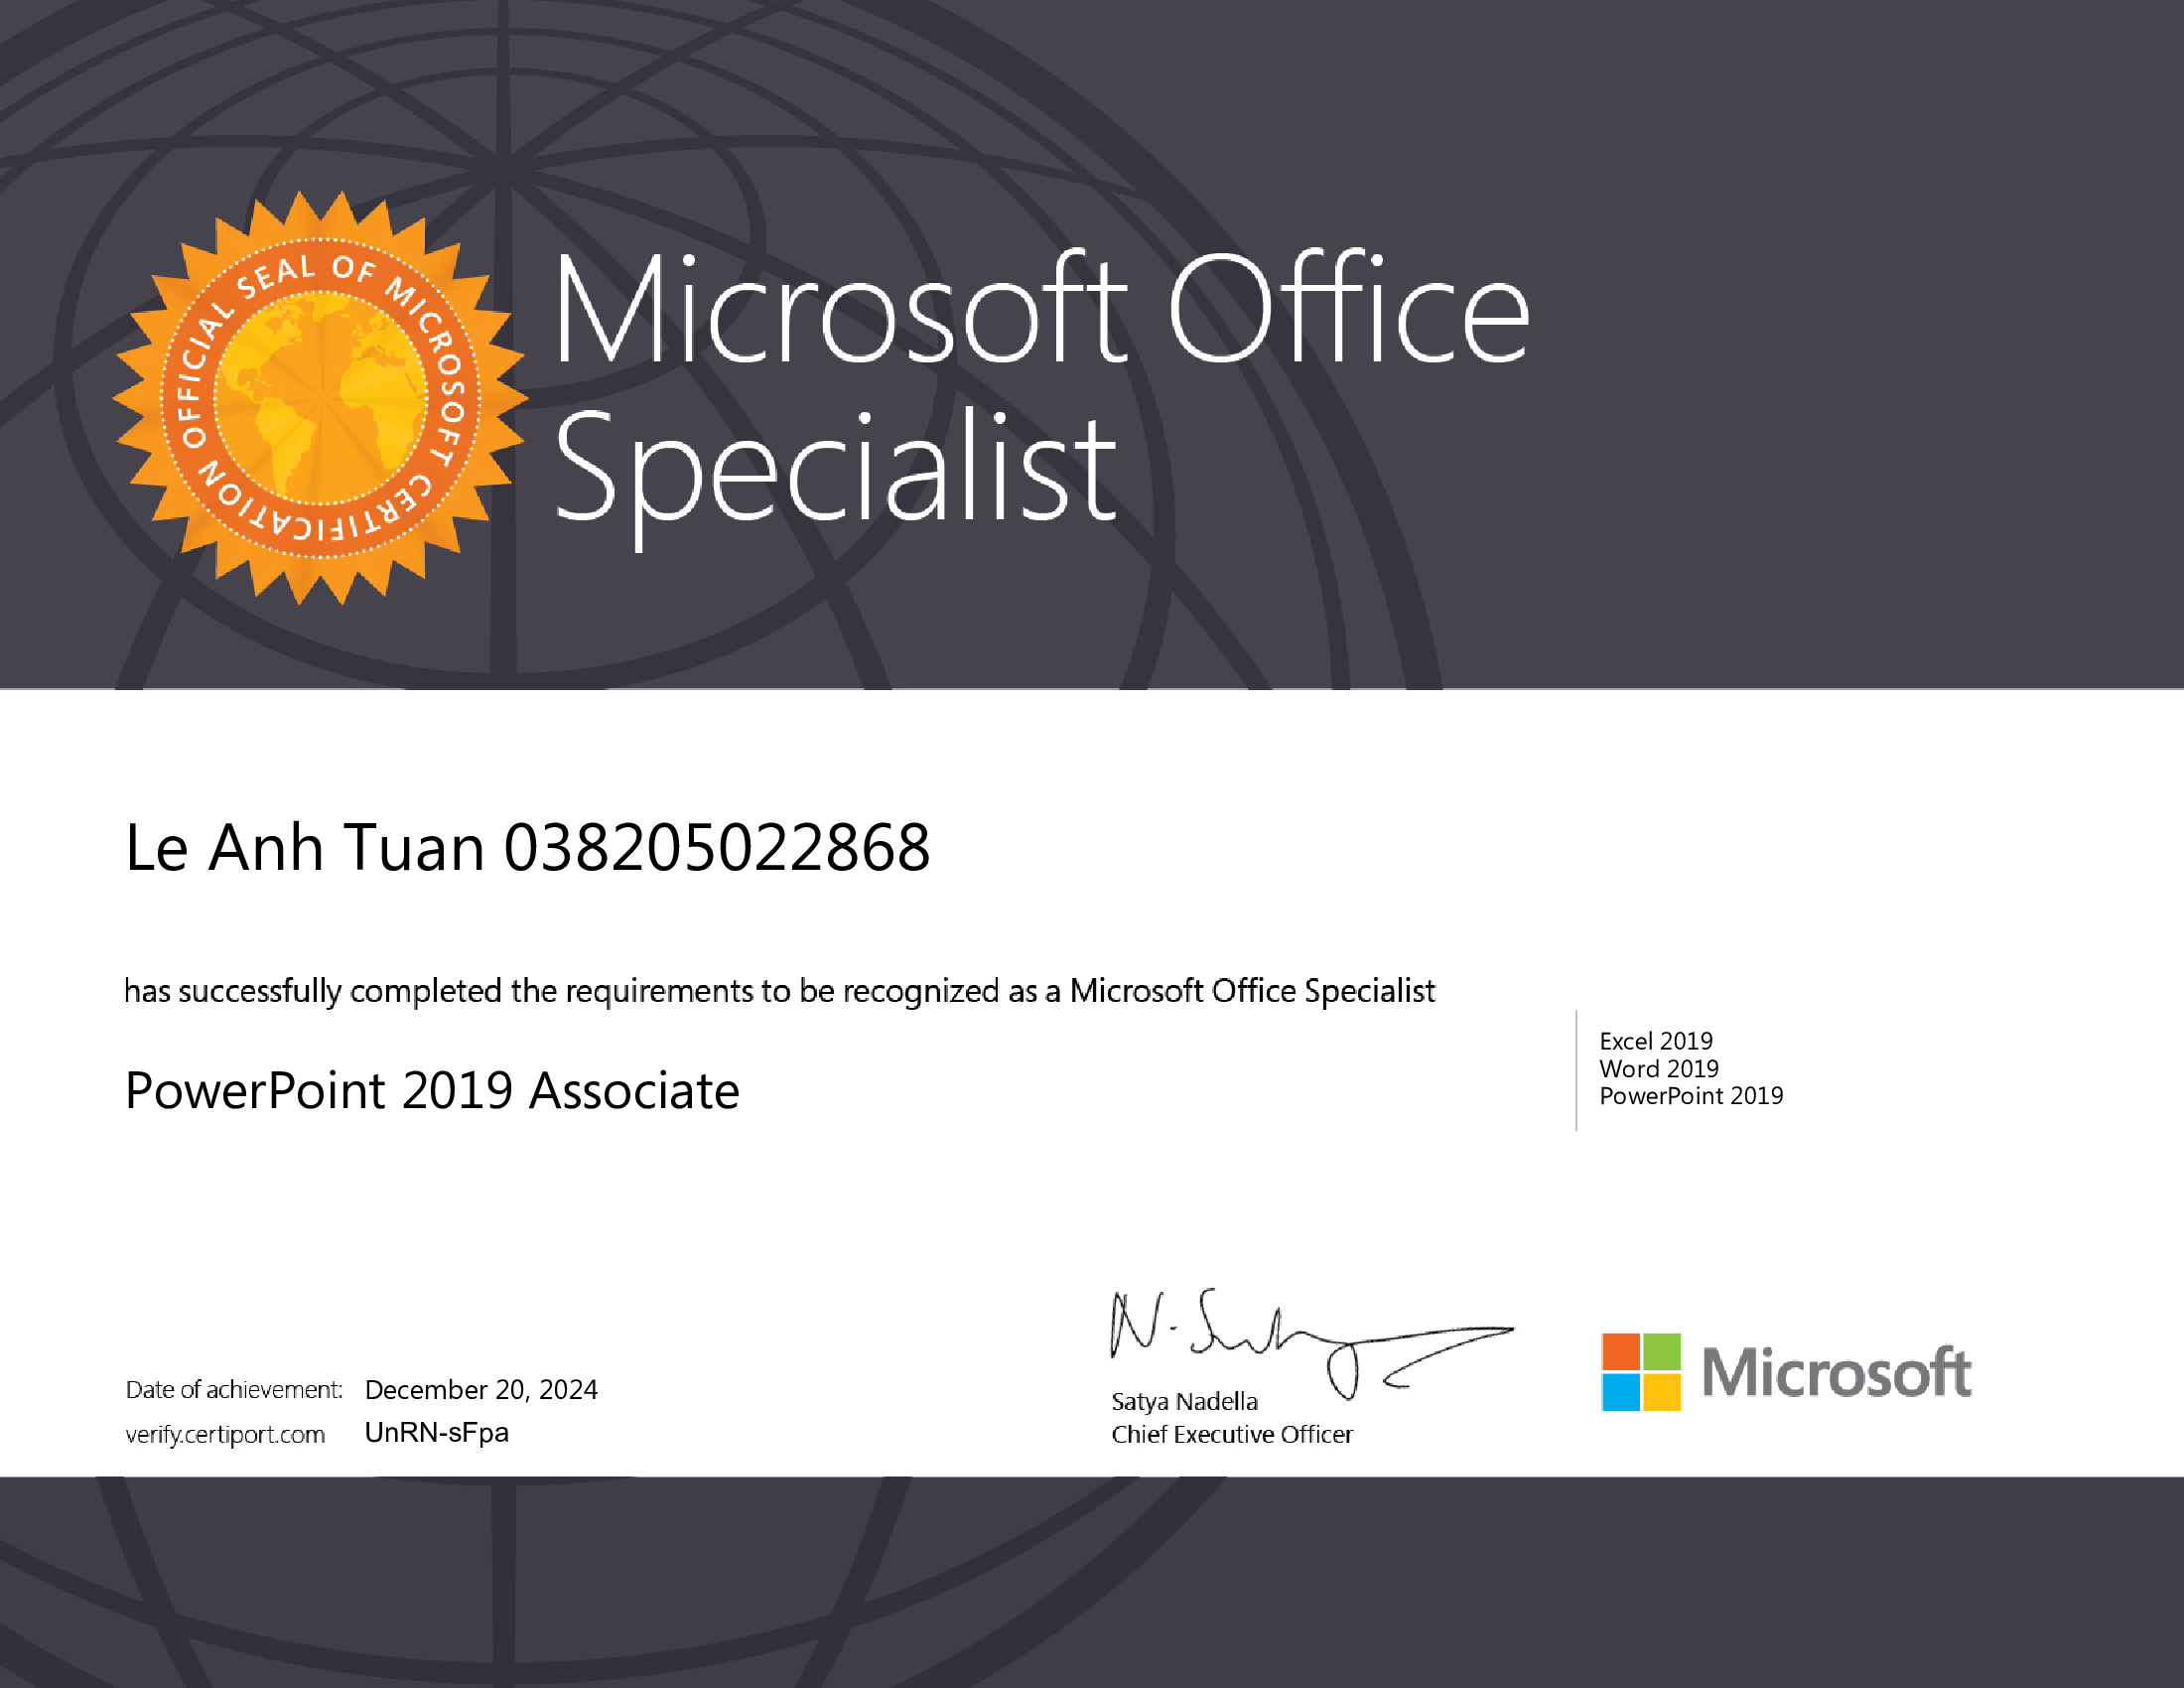 OFFICIAL SEAL OF MICROSOFT CERTIFICATION
Microsoft Office
Specialist
Le Anh Tuan 038205022868
has successfully completed the requirements to be recognized as a Microsoft Office Specialist
PowerPoint 2019 Associate
Excel 2019
Word 2019
PowerPoint 2019
Date of achievement: December 20, 2024
verify.certiport.com UnRN-sFpa
Satya Nadella
Chief Executive Officer
Microsoft